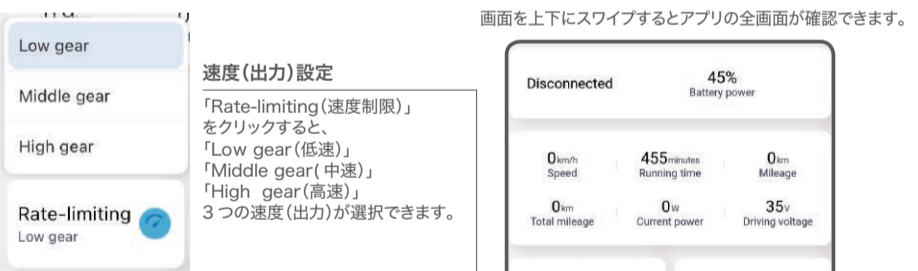 画面を上下にスワイプするとアプリの全画面が確認できます。
Low gear
Middle gear
High gear
Rate-limiting
Low gear
速度(出力)設定
「Rate-limiting(速度制限)」
をクリックすると、
「Low gear(低速)」
「Middle gear(中速)」
「High gear(高速)」
3つの速度(出力)が選択できます。
Disconnected
45%
Battery power
0km/h 455minutes 0km
Speed Running time Mileage
0km 0w 35v
Total mileage Current power Driving voltage